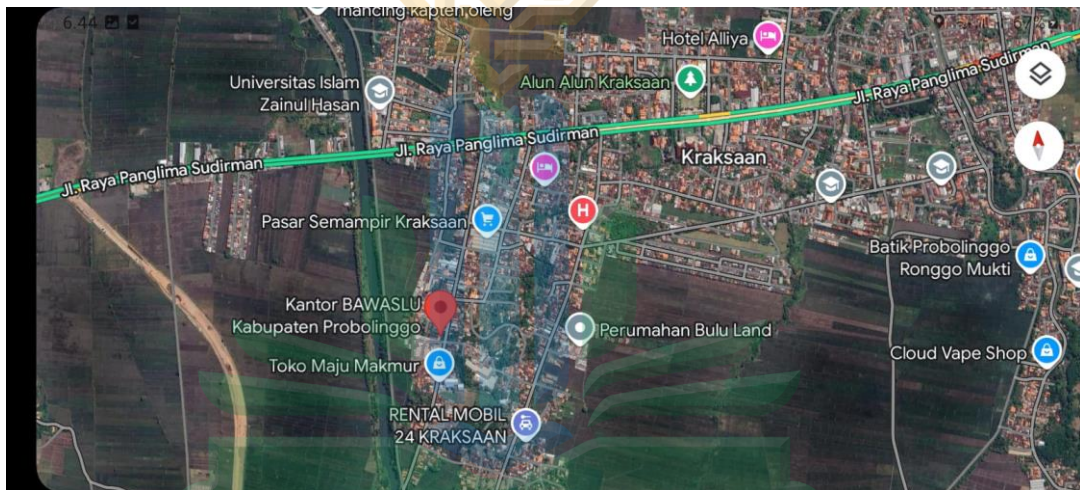 mancing kapten oleng
6.44
Hotel Alliya
Universitas Islam
Zainul Hasan
Alun Alun Kraksaan
Jl. Raya Panglima Sudirman
Jl. Raya Panglima Sudirman
Jl. Raya Panglima Sudirman
Kraksaan
Pasar Semampir Kraksaan
H
Batik Probolinggo
Ronggo Mukti
Kantor BAWASLU
Kabupaten Probolinggo
Perumahan Bulu Land
Toko Maju Makmur
Cloud Vape Shop
RENTAL MOBIL
24 KRAKSAAN